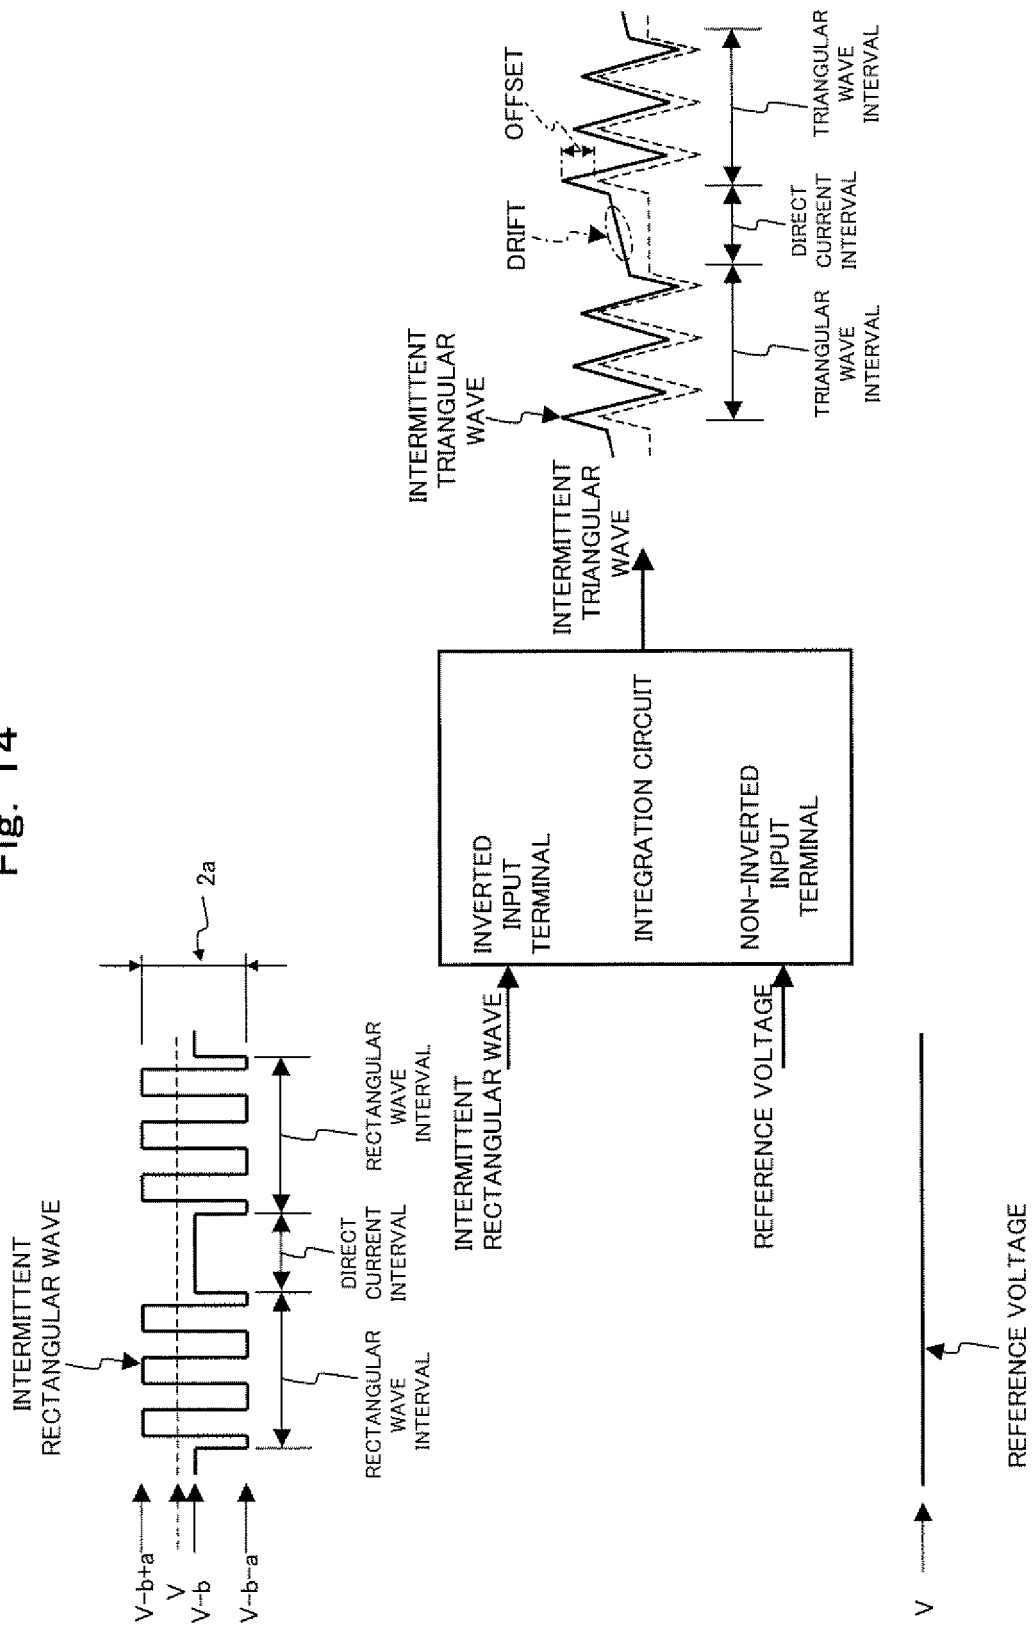 Fig. 14
INTERMITTENT
RECTANGULAR WAVE
V-b+a
V
V-b
V-b-a
2a
RECTANGULAR
WAVE
INTERVAL
DIRECT
CURRENT
INTERVAL
RECTANGULAR
WAVE
INTERVAL
INTERMITTENT
RECTANGULAR WAVE
REFERENCE VOLTAGE
INVERTED
INPUT
TERMINAL
INTEGRATION CIRCUIT
NON-INVERTED
INPUT
TERMINAL
INTERMITTENT
TRIANGULAR
WAVE
INTERMITTENT
TRIANGULAR
WAVE
DRIFT
OFFSET
TRIANGULAR
WAVE
INTERVAL
DIRECT
CURRENT
INTERVAL
TRIANGULAR
WAVE
INTERVAL
V
REFERENCE VOLTAGE